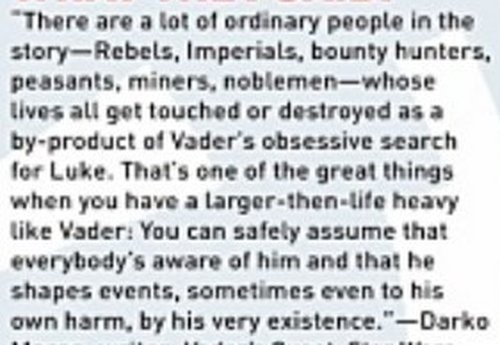 "There are a lot of ordinary people in the
story—Rebels, Imperials, bounty hunters,
peasants, miners, noblemen—whose
lives all get touched or destroyed as a
by-product of Vader's obsessive search
for Luke. That's one of the great things
when you have a larger-then-life heavy
like Vader: You can safely assume that
everybody's aware of him and that he
shapes events, sometimes even to his
own harm, by his very existence."—Darko